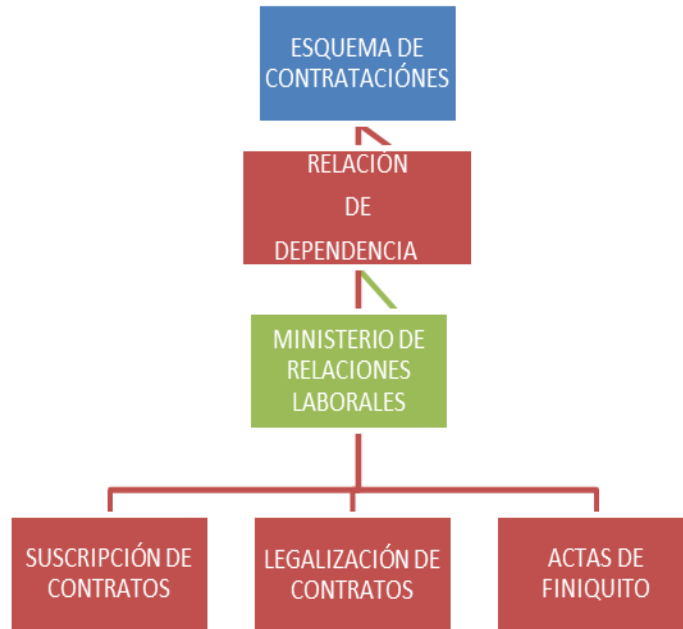 ESQUEMA DE
CONTRATACIÓNES
RELACIÓN
DE
DEPENDENCIA
MINISTERIO DE
RELACIONES
LABORALES
SUSCRIPCIÓN DE
CONTRATOS
LEGALIZACIÓN DE
CONTRATOS
ACTAS DE
FINIQUITO